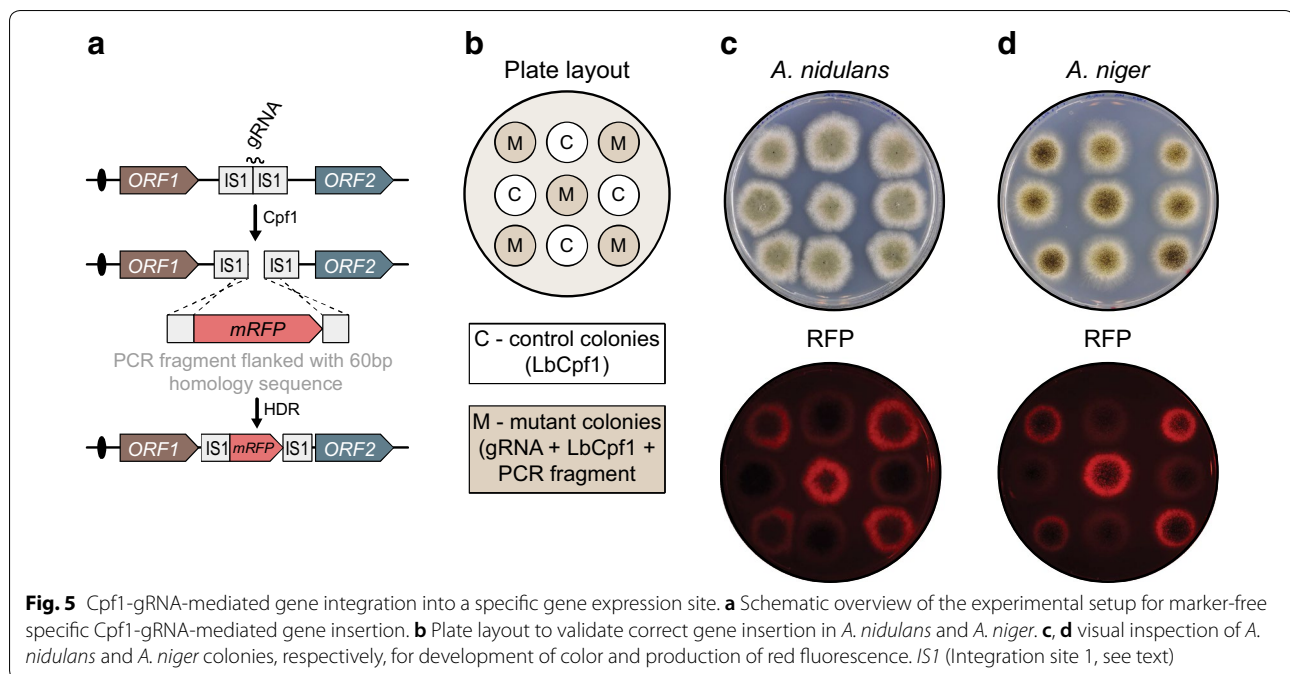 a
gRNA
ORF1 IS1 IS1 ORF2
Cpf1
ORF1 IS1 IS1 ORF2
mRFP
PCR fragment flanked with 60bp
homology sequence
HDR
ORF1 IS1 mRFP IS1 ORF2
b
Plate layout
M C M
C M C
M C M
C - control colonies
(LbCpf1)
M - mutant colonies
(gRNA + LbCpf1 +
PCR fragment
c
A. nidulans
RFP
d
A. niger
RFP
Fig. 5 Cpf1-gRNA-mediated gene integration into a specific gene expression site. a Schematic overview of the experimental setup for marker-free
specific Cpf1-gRNA-mediated gene insertion. b Plate layout to validate correct gene insertion in A. nidulans and A. niger. c, d visual inspection of A.
nidulans and A. niger colonies, respectively, for development of color and production of red fluorescence. IS1 (Integration site 1, see text)